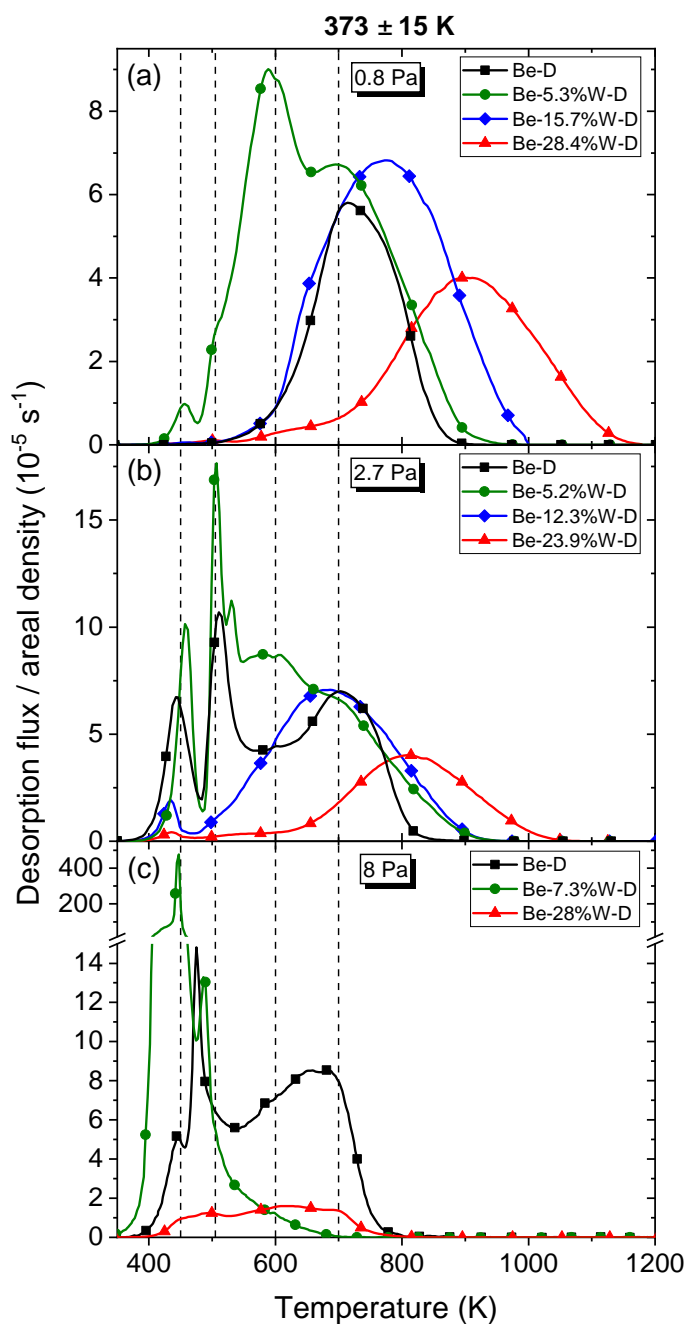 373 ± 15 K
(a)
0.8 Pa
Be-D
Be-5.3%W-D
Be-15.7%W-D
Be-28.4%W-D
8
6
4
2
0
(b)
2.7 Pa
Be-D
Be-5.2%W-D
Be-12.3%W-D
Be-23.9%W-D
15
10
5
0
(c)
8 Pa
Be-D
Be-7.3%W-D
Be-28%W-D
400
200
14
12
10
8
6
4
2
0
Desorption flux / areal density (10⁻⁵ s⁻¹)
400 600 800 1000 1200
Temperature (K)